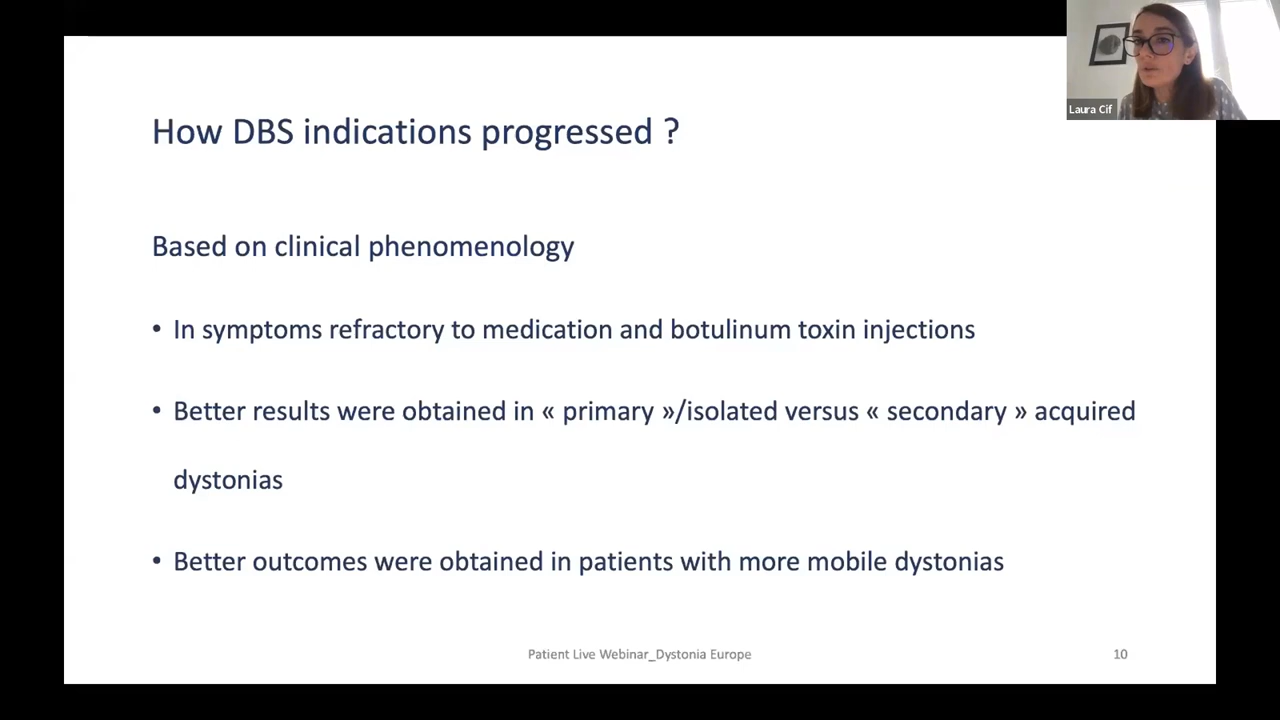 Laura Cif
How DBS indications progressed ?
Based on clinical phenomenology
• In symptoms refractory to medication and botulinum toxin injections
• Better results were obtained in « primary »/isolated versus « secondary » acquired
dystonias
• Better outcomes were obtained in patients with more mobile dystonias
Patient Live Webinar_Dystonia Europe
10